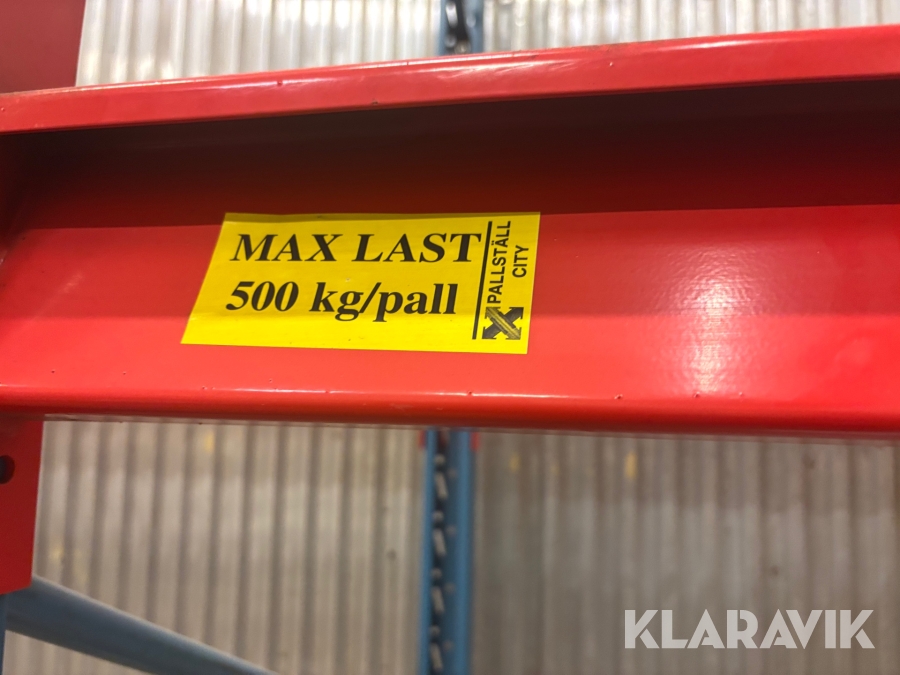 MAX LAST
500 kg/pall
PALLSTÄLL
CITY
KLARAVIK